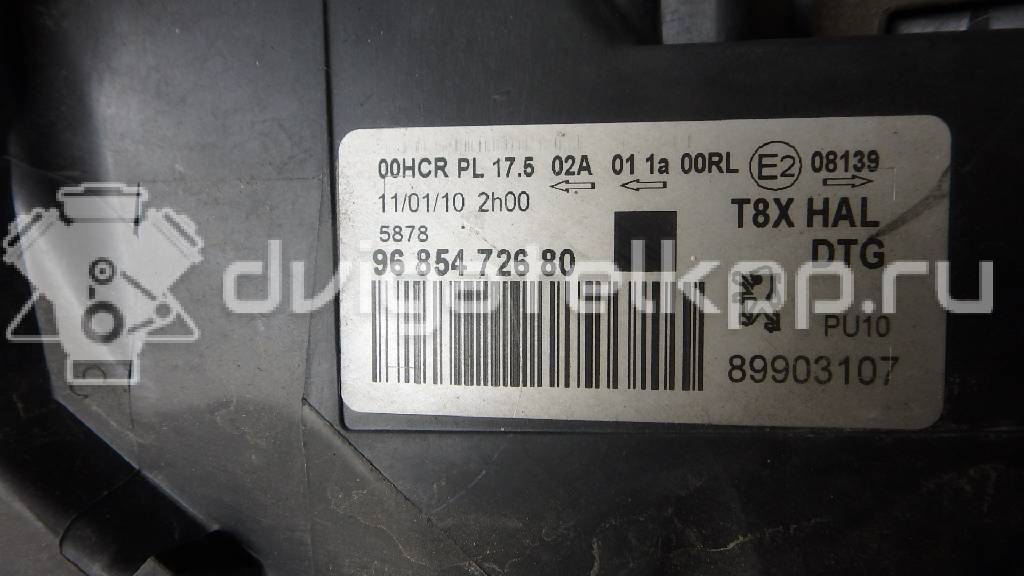 00HCR PL 17.5 02A 01 1a 00RL E2 08139
11/01/10 2h00
T8X HAL
5878
DTG
96 854 726 80
PU10
89903107
dvigatelkpp.ru